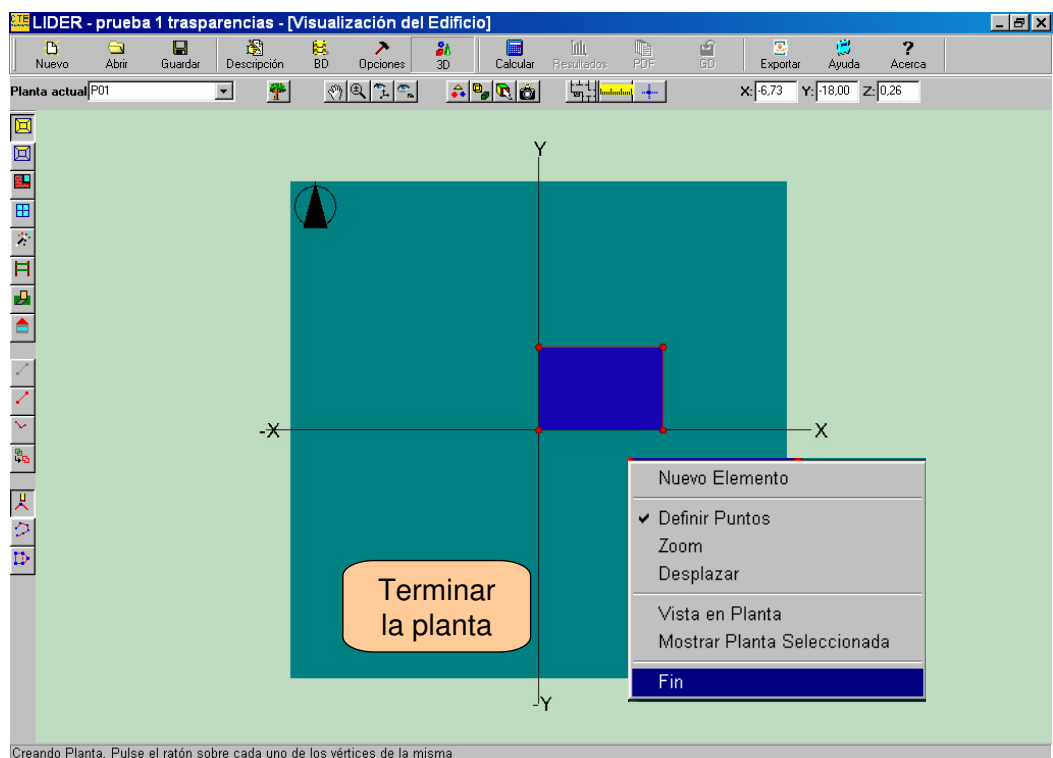 CTE LIDER - prueba 1 trasparencias - [Visualización del Edificio]
Nuevo Abrir Guardar Descripción BD Opciones 3D Calcular Resultados PDF GD Exportar Ayuda Acerca
Planta actual P01 X: -6,73 Y: -18,00 Z: 0,26
Y
-X X
Nuevo Elemento
Definir Puntos
Zoom
Desplazar
Terminar
la planta
Vista en Planta
Mostrar Planta Seleccionada
Fin
-Y
Creando Planta. Pulse el ratón sobre cada uno de los vértices de la misma